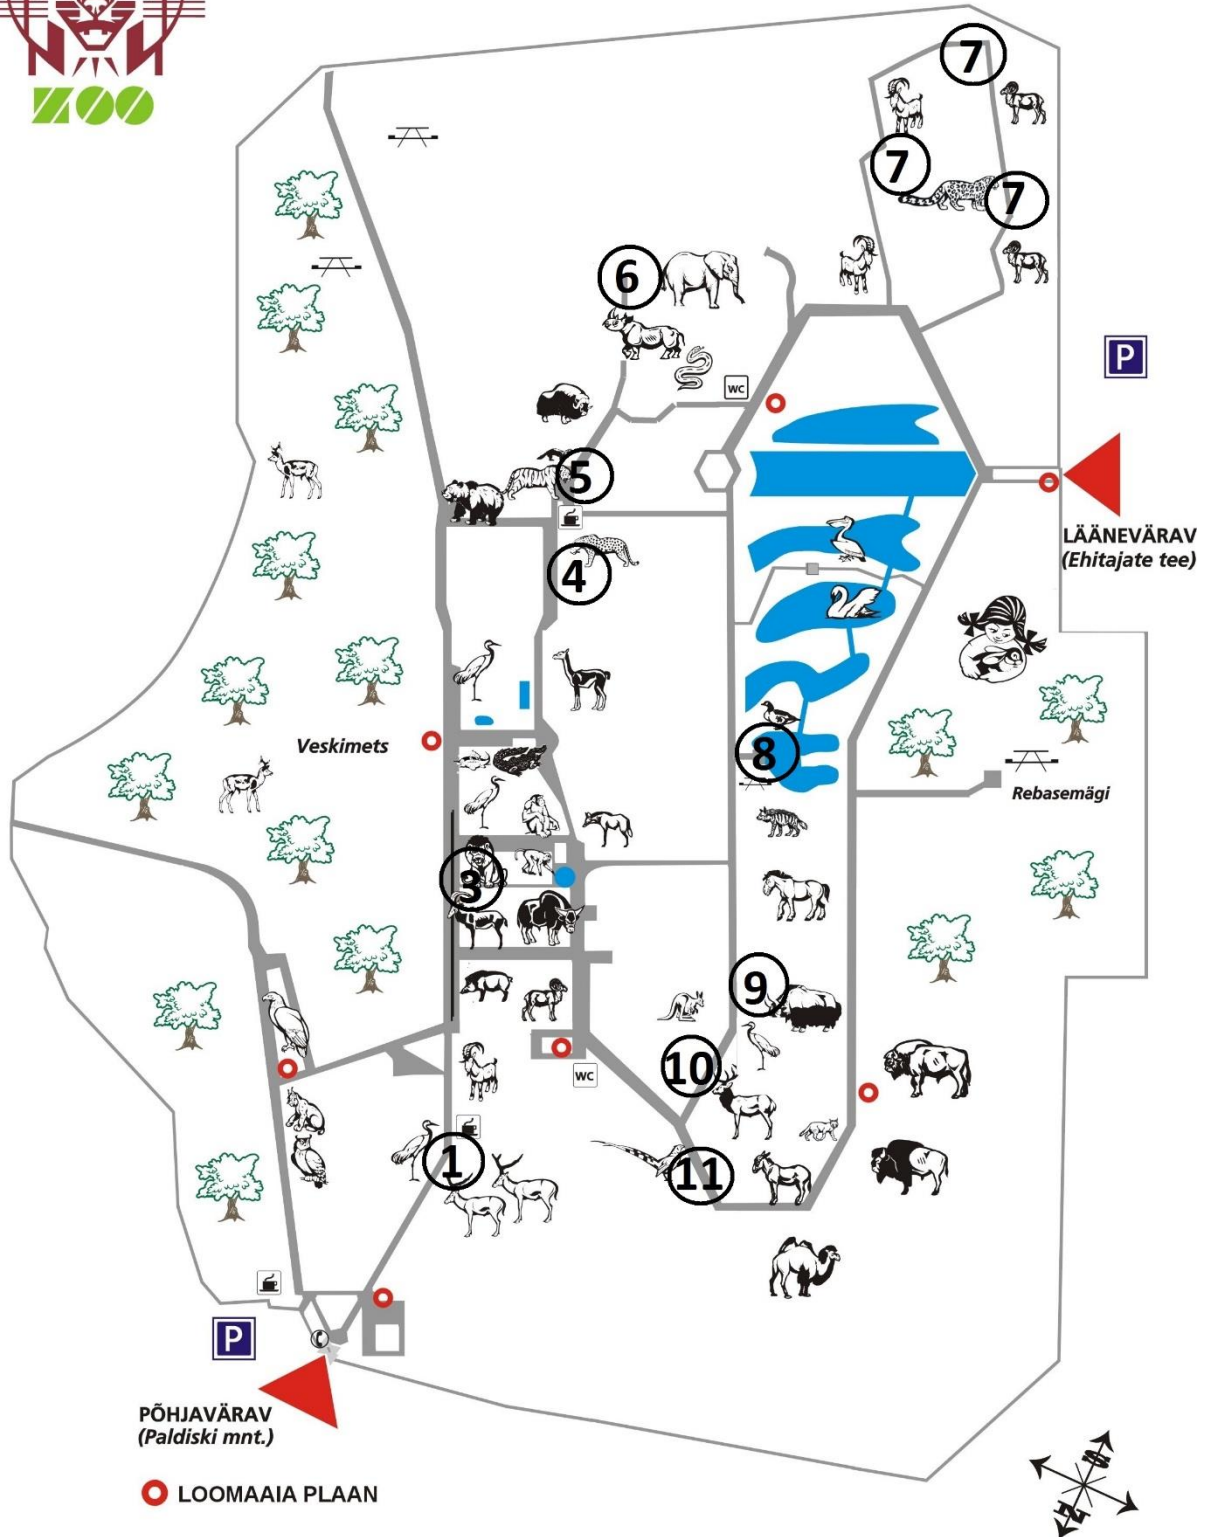 ZOO
7
7
7
6
P
WC
5
LÄÄNEVÄRAV
(Ehitajate tee)
4
Veskimets
8
Rebasemägi
3
9
10
WC
1
11
P
PÕHJAVÄRAV
(Paldiski mnt.)
LOOMAAIA PLAAN
S
N